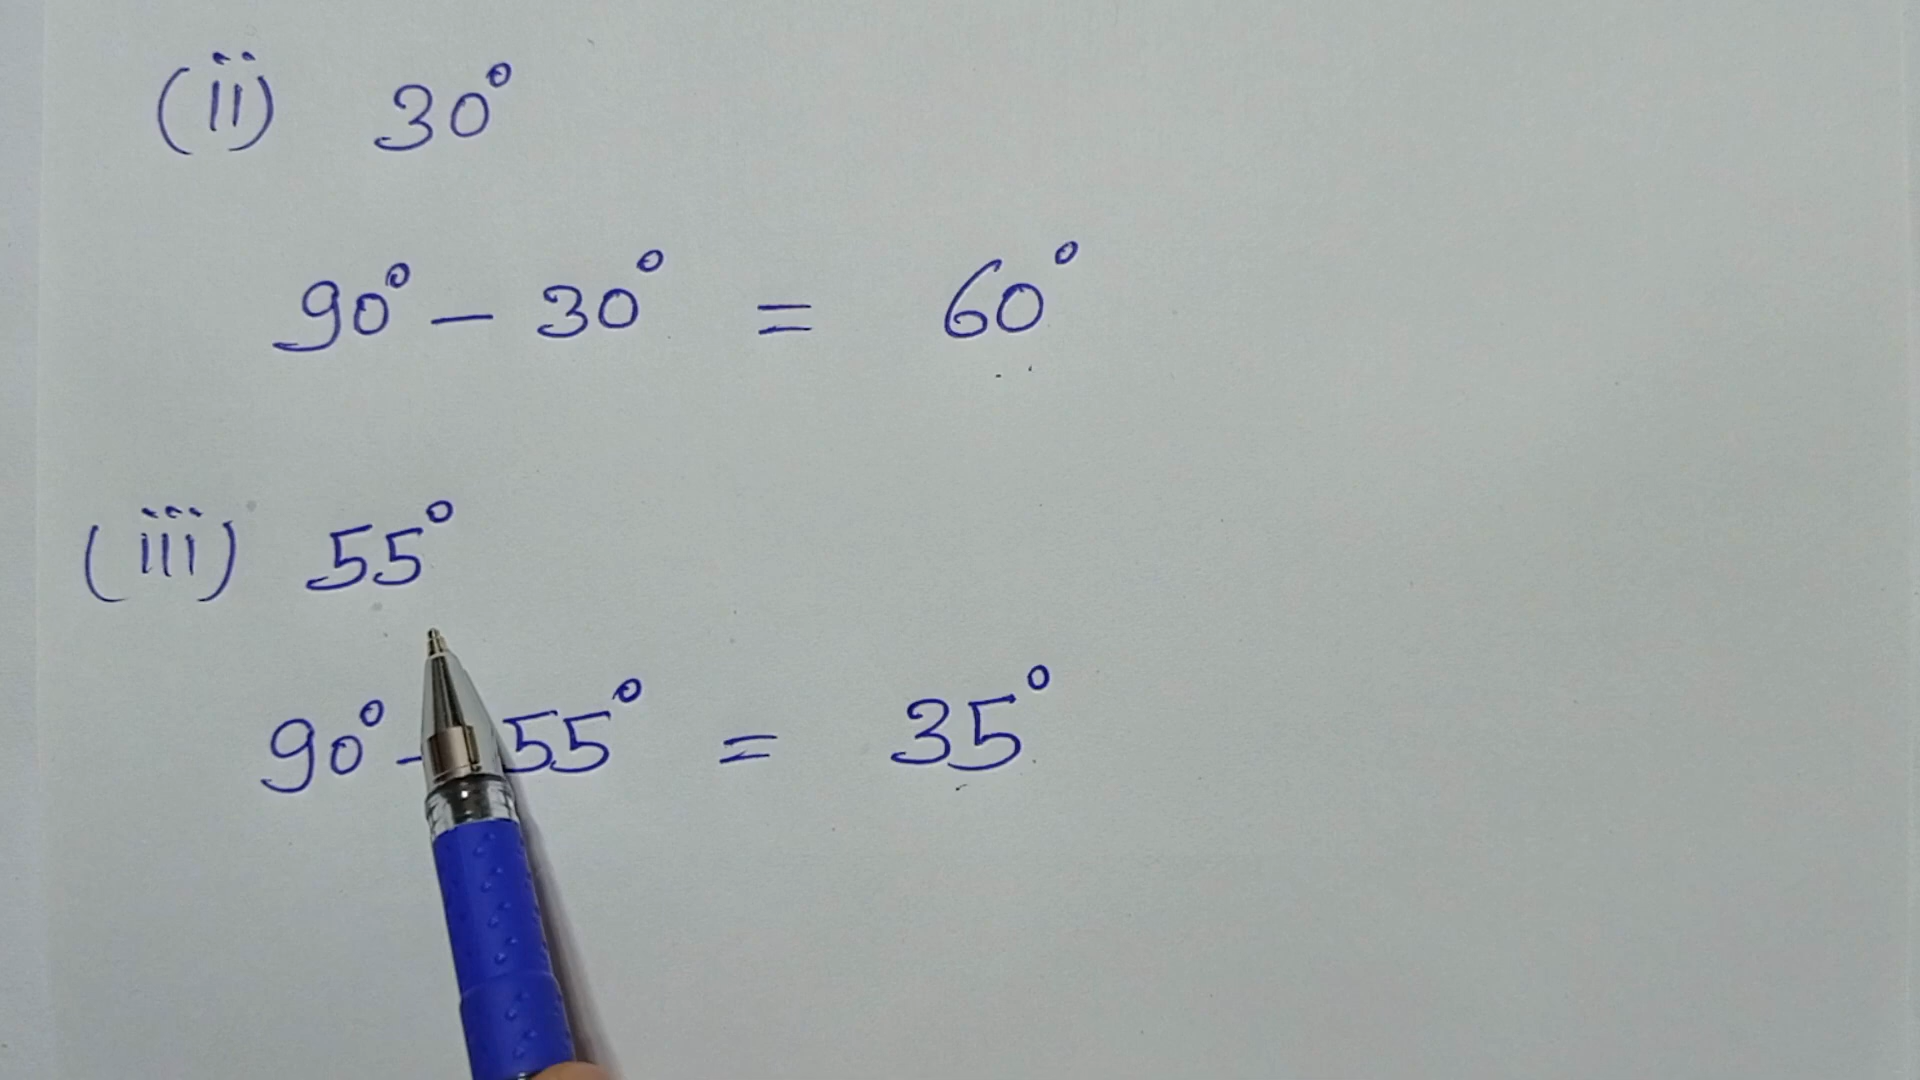 (ii) 30°
90° - 30° = 60°
(iii) 55°
90° - 55° = 35°